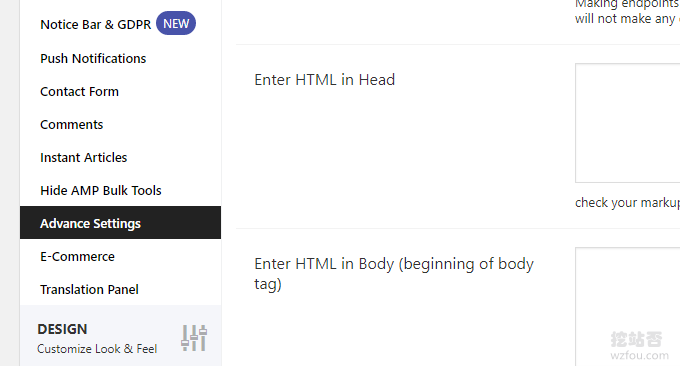 Notice Bar & GDPR NEW
Push Notifications
Contact Form
Comments
Instant Articles
Hide AMP Bulk Tools
Advance Settings
E-Commerce
Translation Panel
DESIGN
Customize Look & Feel
Making endpoints
will not make any
Enter HTML in Head
check your markup
Enter HTML in Body (beginning of body
tag)
挖站否
wzfou.com